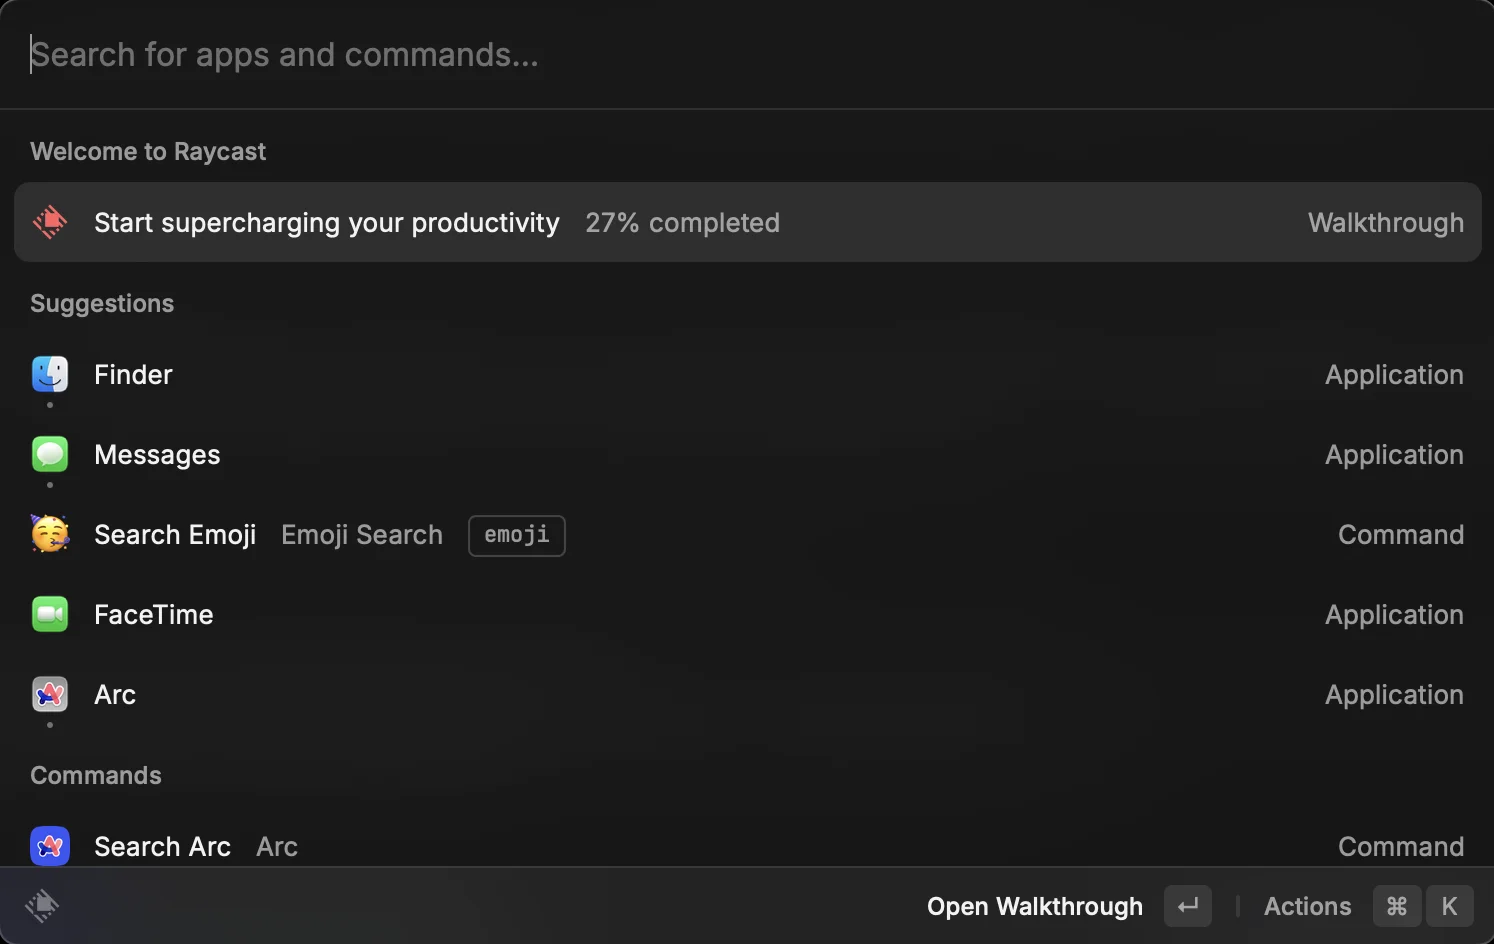 Search for apps and commands...
Welcome to Raycast
Start supercharging your productivity 27% completed Walkthrough
Suggestions
Finder Application
Messages Application
Search Emoji Emoji Search emoji Command
FaceTime Application
Arc Application
Commands
Search Arc Arc Command
Open Walkthrough ↵ | Actions ⌘ K